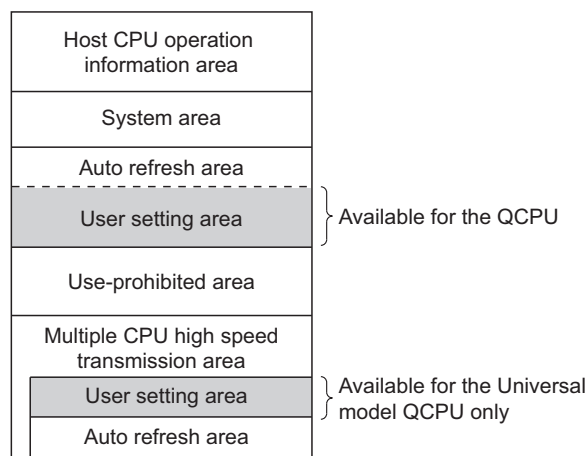 Host CPU operation
information area
System area
Auto refresh area
User setting area
Available for the QCPU
Use-prohibited area
Multiple CPU high speed
transmission area
User setting area
Available for the Universal
model QCPU only
Auto refresh area